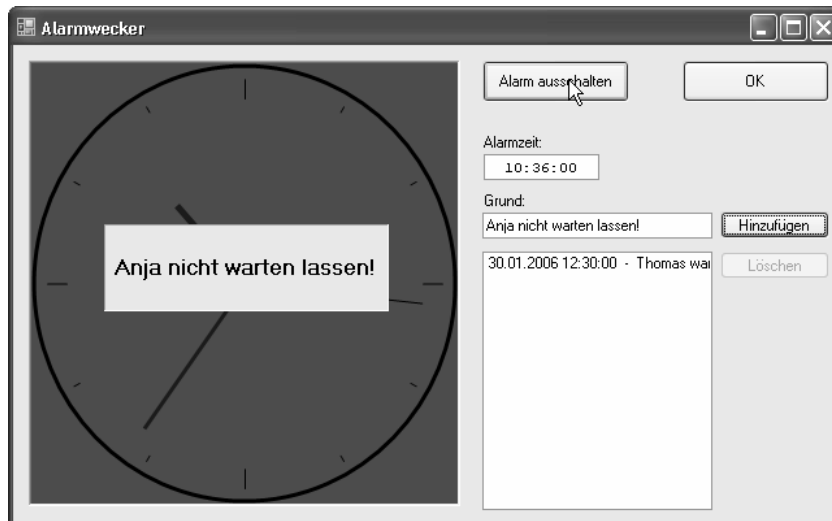 Alarmwecker
Alarm ausschalten
OK
Alarmzeit:
10:36:00
Grund:
Anja nicht warten lassen!
Hinzufügen
Anja nicht warten lassen!
30.01.2006 12:30:00 - Thomas war
Löschen